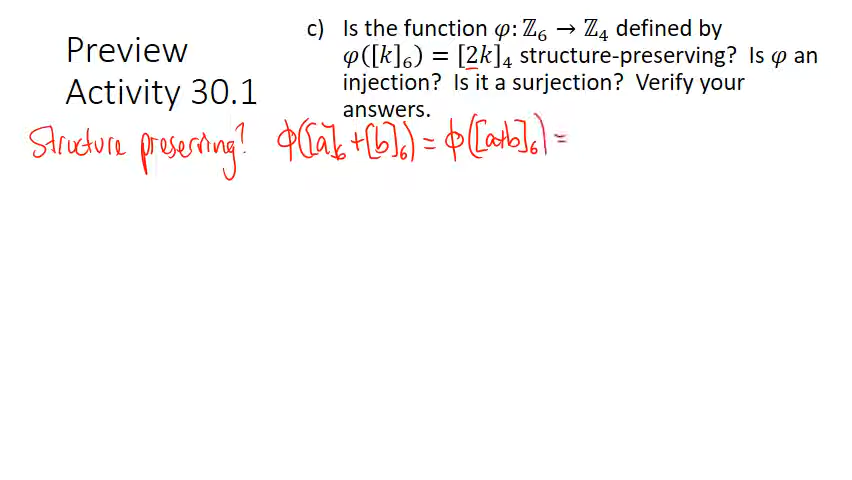 Preview
Activity 30.1
c) Is the function φ: ℤ₆ → ℤ₄ defined by
φ([k]₆) = [2k]₄ structure-preserving? Is φ an
injection? Is it a surjection? Verify your
answers.
Structure preserving? ϕ([a]₆ + [b]₆) = ϕ([a+b]₆) =